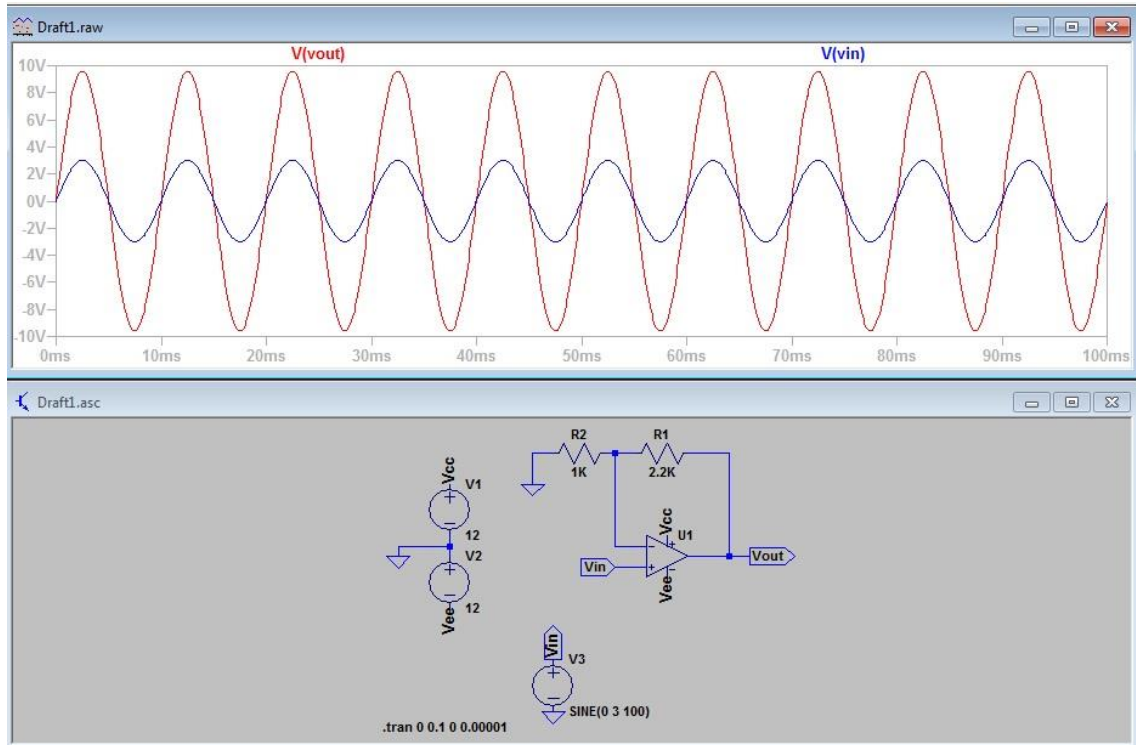 Draft1.raw
V(vout) V(vin)
10V
8V
6V
4V
2V
0V
-2V
-4V
-6V
-8V
-10V
0ms 10ms 20ms 30ms 40ms 50ms 60ms 70ms 80ms 90ms 100ms
Draft1.asc
R2 R1
1K 2.2K
Vcc
V1
12
V2
12
Vee
Vcc
U1
Vin
Vout
Vee
Vin
V3
SINE(0 3 100)
.tran 0 0.1 0 0.00001